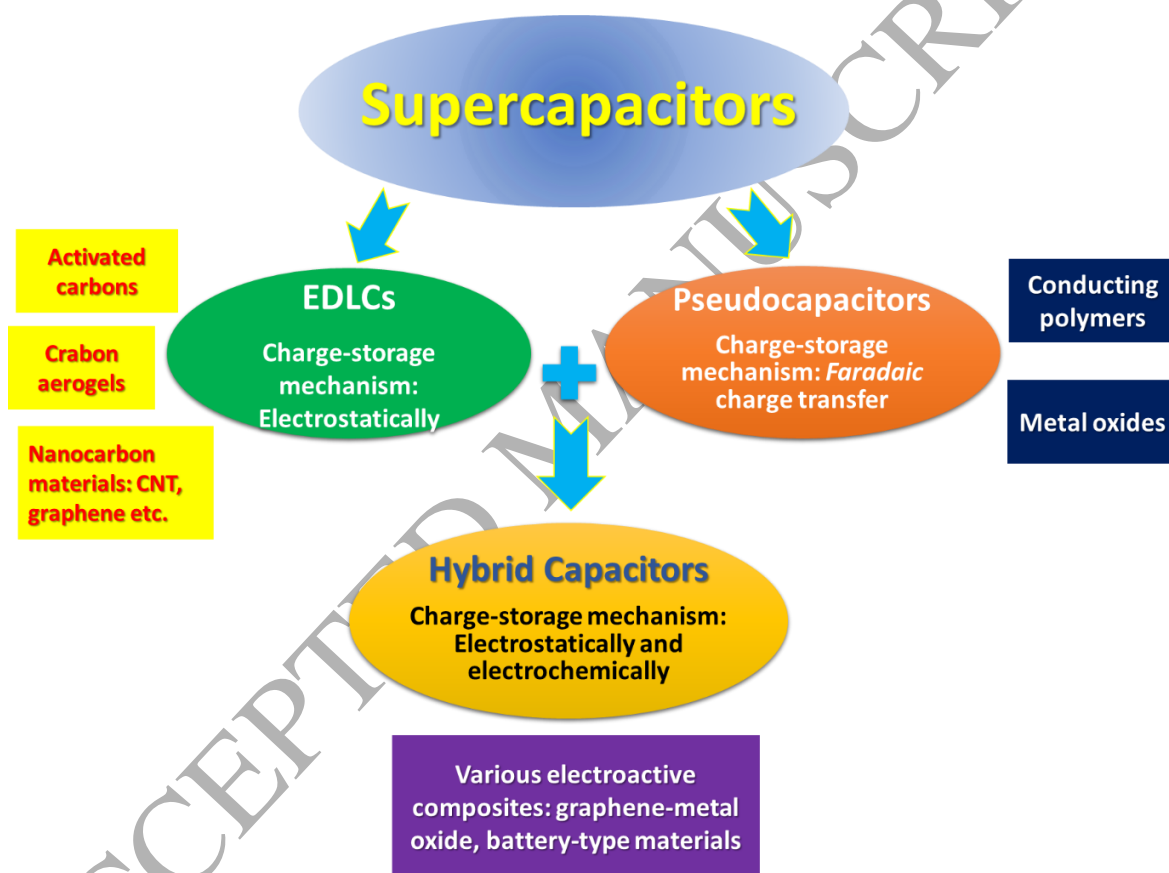 Supercapacitors
Activated
carbons
Crabon
aerogels
Nanocarbon
materials: CNT,
graphene etc.
EDLCs
Charge-storage
mechanism:
Electrostatically
Pseudocapacitors
Charge-storage
mechanism: Faradaic
charge transfer
Conducting
polymers
Metal oxides
Hybrid Capacitors
Charge-storage mechanism:
Electrostatically and
electrochemically
Various electroactive
composites: graphene-metal
oxide, battery-type materials
CCEPTED MANUSCRI